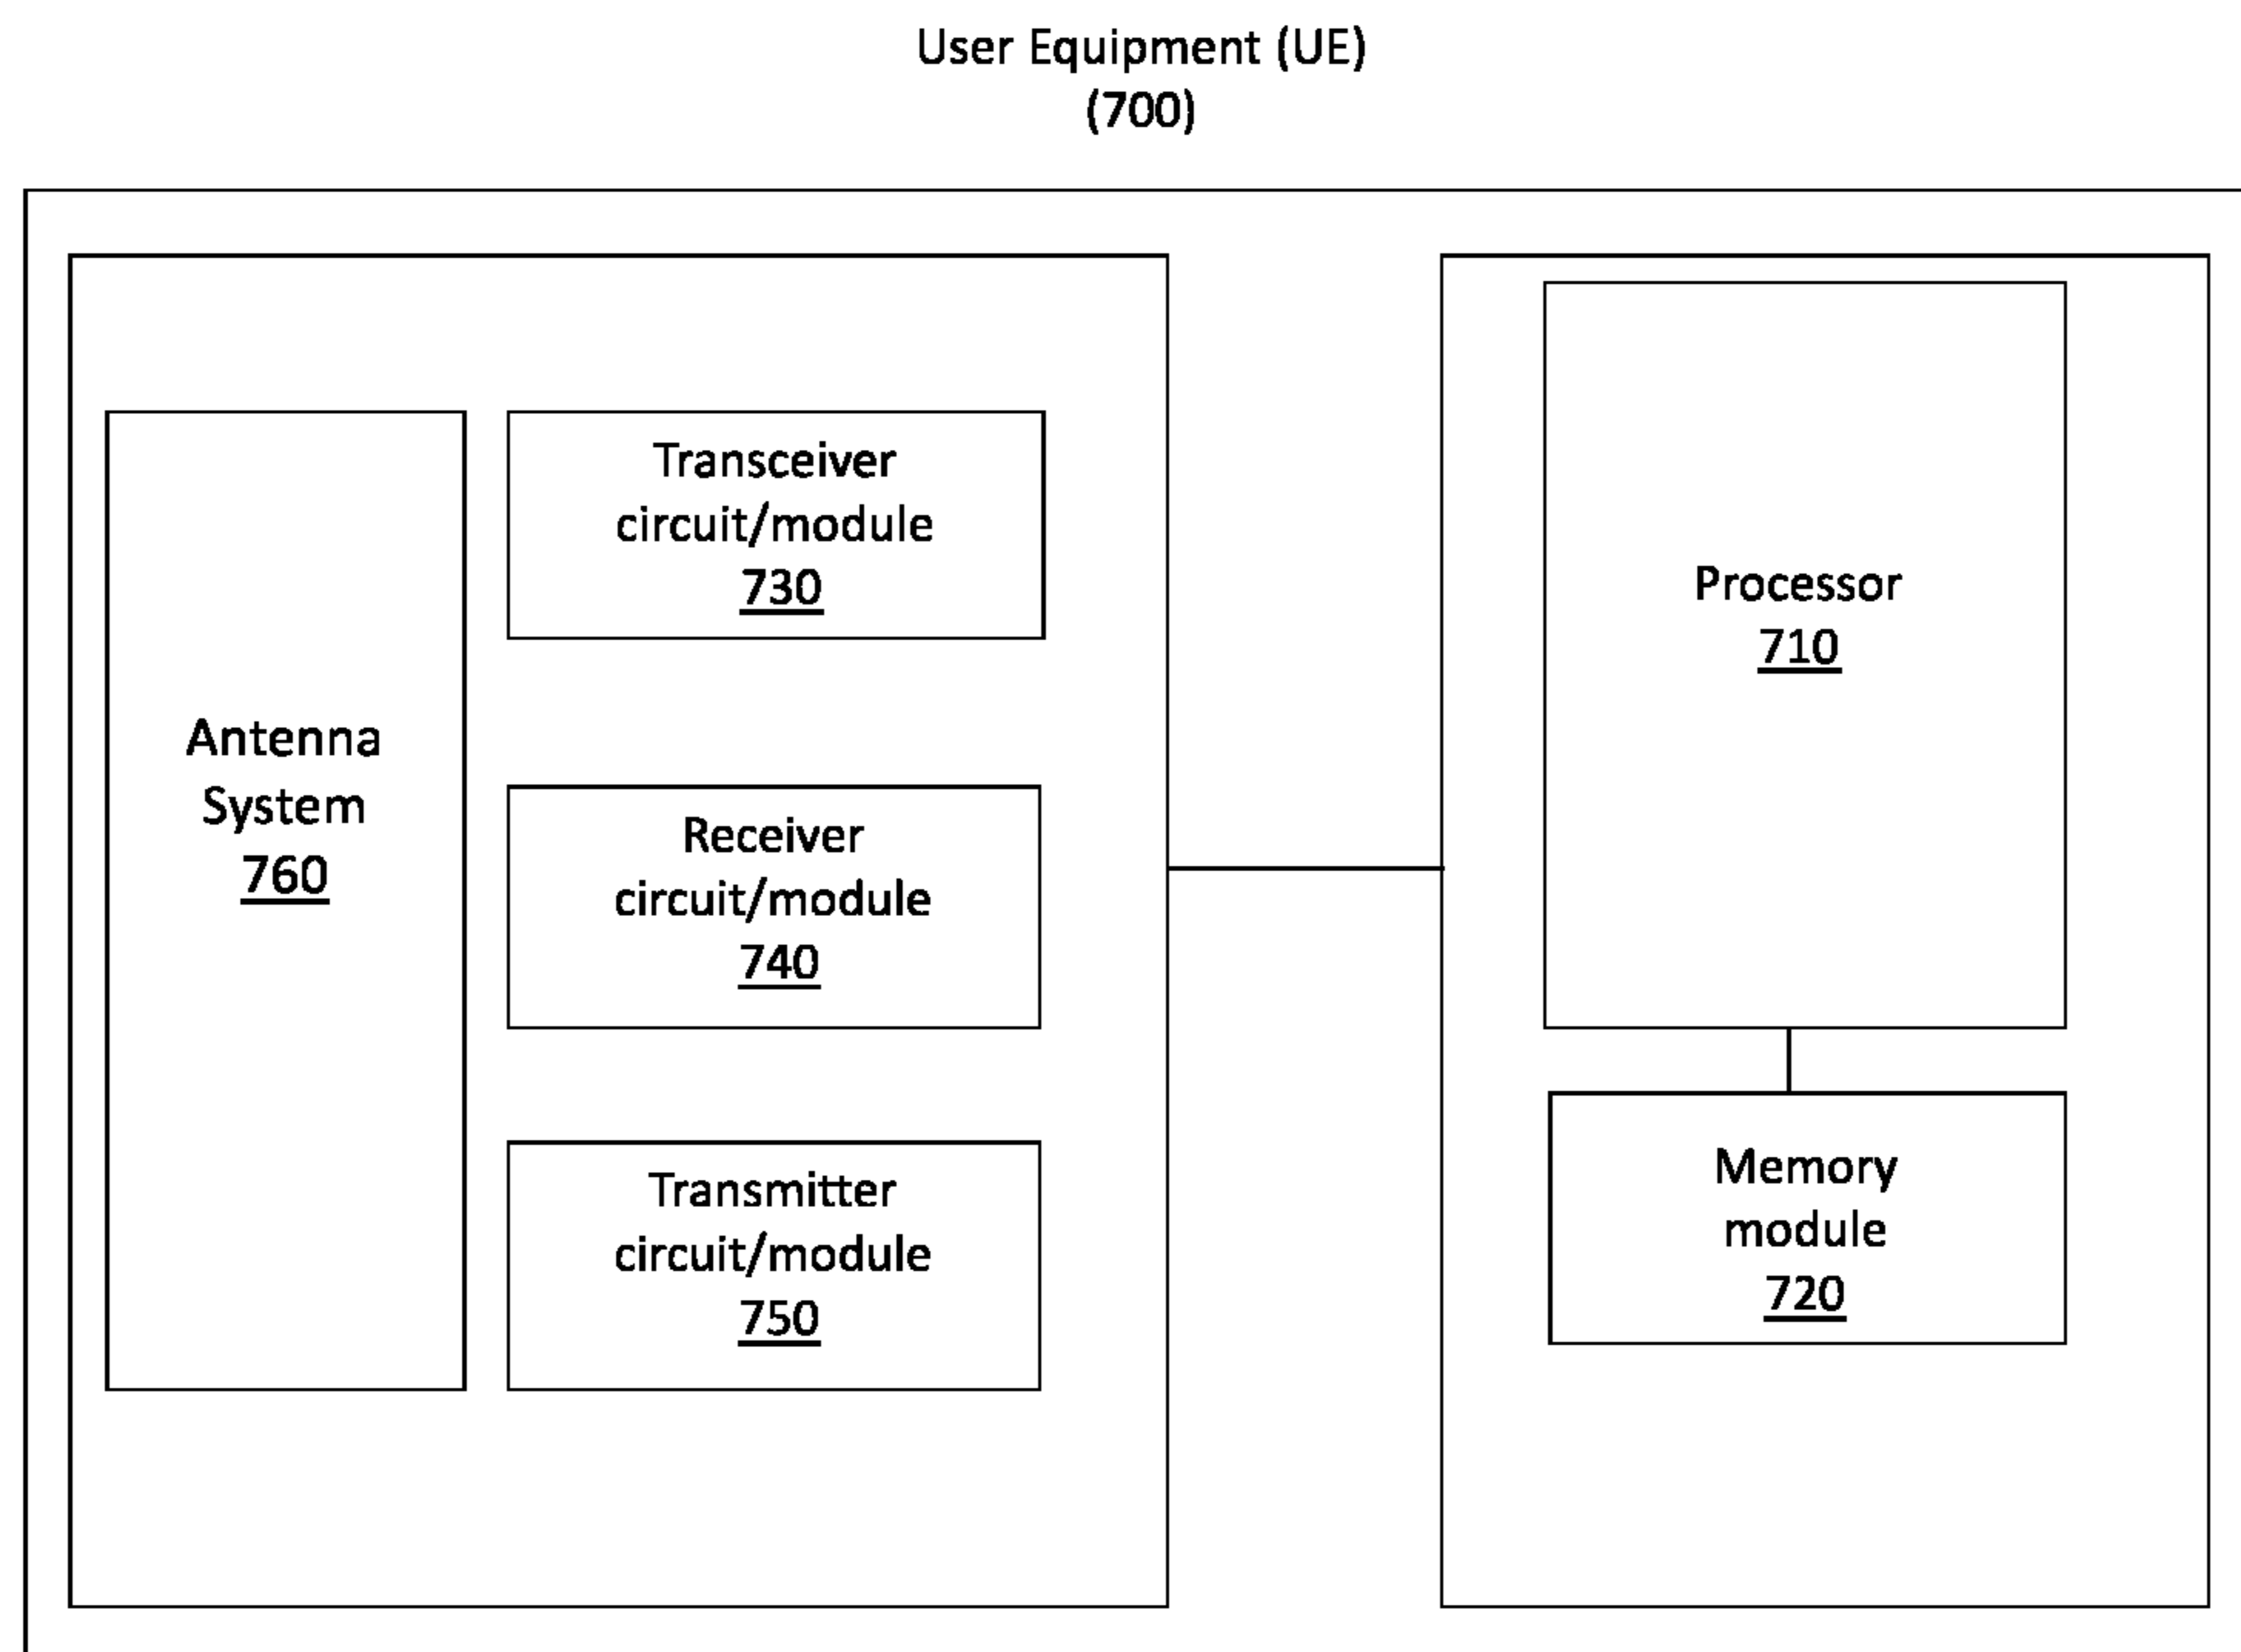 User Equipment (UE)
(700)
Antenna
System
760
Transceiver
circuit/module
730
Receiver
circuit/module
740
Transmitter
circuit/module
750
Processor
710
Memory
module
720